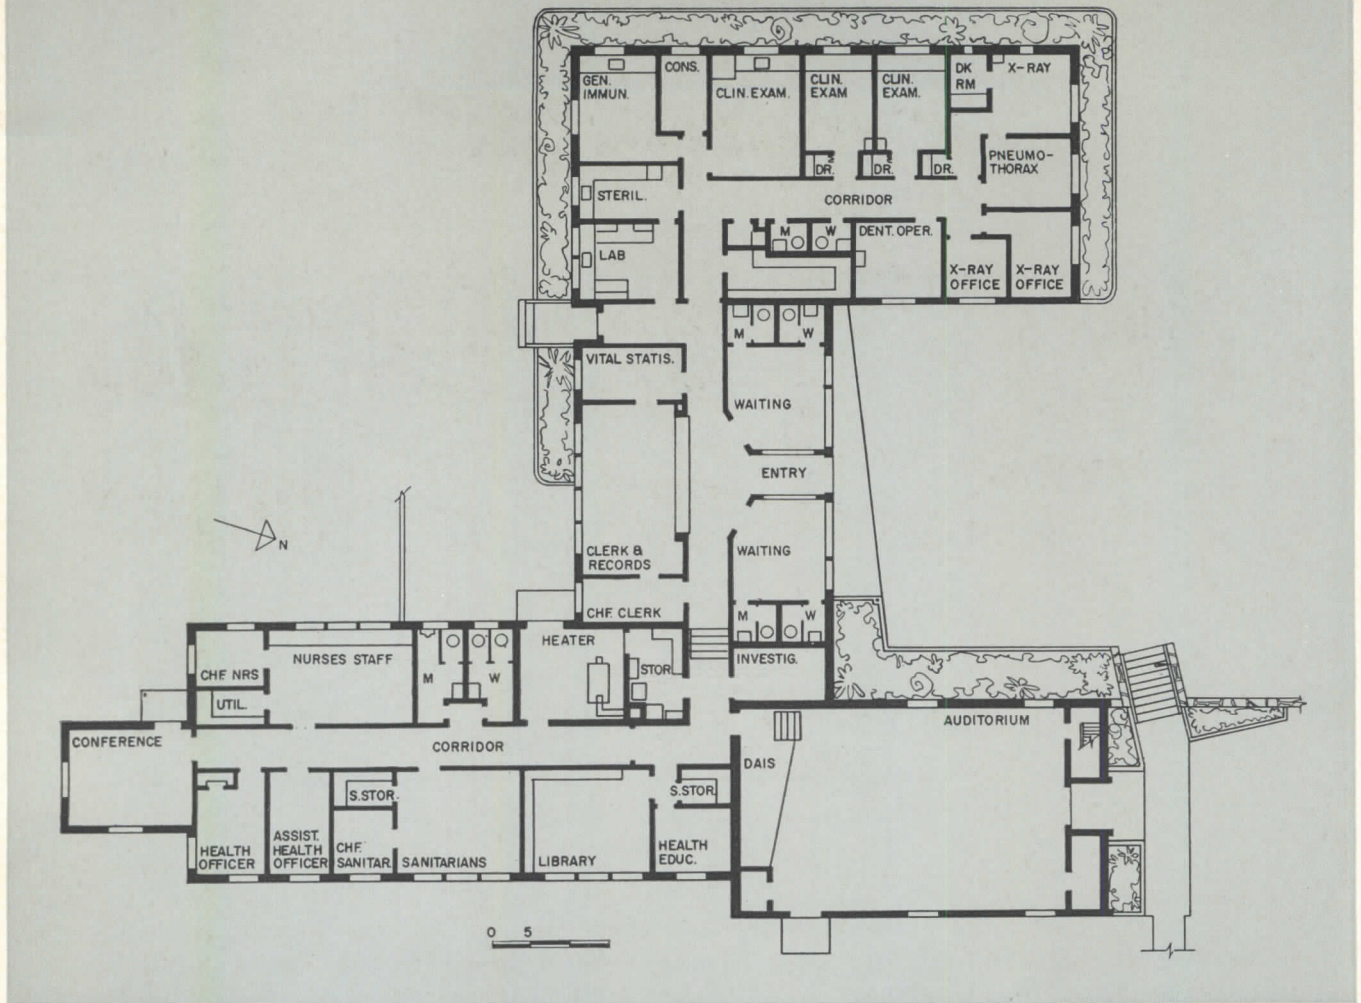 GEN.
IMMUN.
CONS.
CLIN. EXAM.
CLIN.
EXAM
CLIN.
EXAM.
DK
RM
X-RAY
PNEUMO-
THORAX
DR.
DR.
DR.
STERIL.
CORRIDOR
M
W
DENT. OPER.
LAB
X-RAY
OFFICE
X-RAY
OFFICE
M
W
VITAL STATIS.
WAITING
ENTRY
N
CLERK &
RECORDS
WAITING
CHF. CLERK
M
W
HEATER
NURSES STAFF
CHF NRS
M
W
STOR.
INVESTIG.
UTIL.
AUDITORIUM
CONFERENCE
CORRIDOR
DAIS
S.STOR.
S.STOR.
HEALTH
OFFICER
ASSIST.
HEALTH
OFFICER
CHF.
SANITAR.
SANITARIANS
LIBRARY
HEALTH
EDUC.
0 5